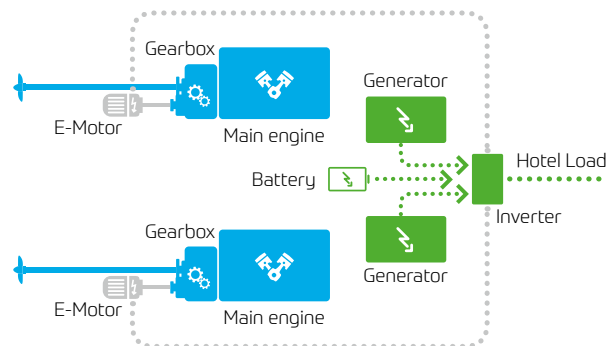 Gearbox
Generator
E-Motor
Main engine
Hotel Load
Battery
Inverter
Gearbox
Generator
E-Motor
Main engine